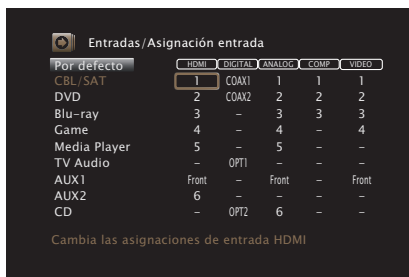 Entradas/Asignación entrada
Por defecto HDMI DIGITAL ANALOG COMP VIDEO
CBL/SAT 1 COAX1 1 1 1
DVD 2 COAX2 2 2 2
Blu-ray 3 – 3 3 3
Game 4 – 4 – 4
Media Player 5 – 5 – –
TV Audio – OPT1 – – –
AUX1 Front – Front – Front
AUX2 6 – – – –
CD – OPT2 6 – –
Cambia las asignaciones de entrada HDMI